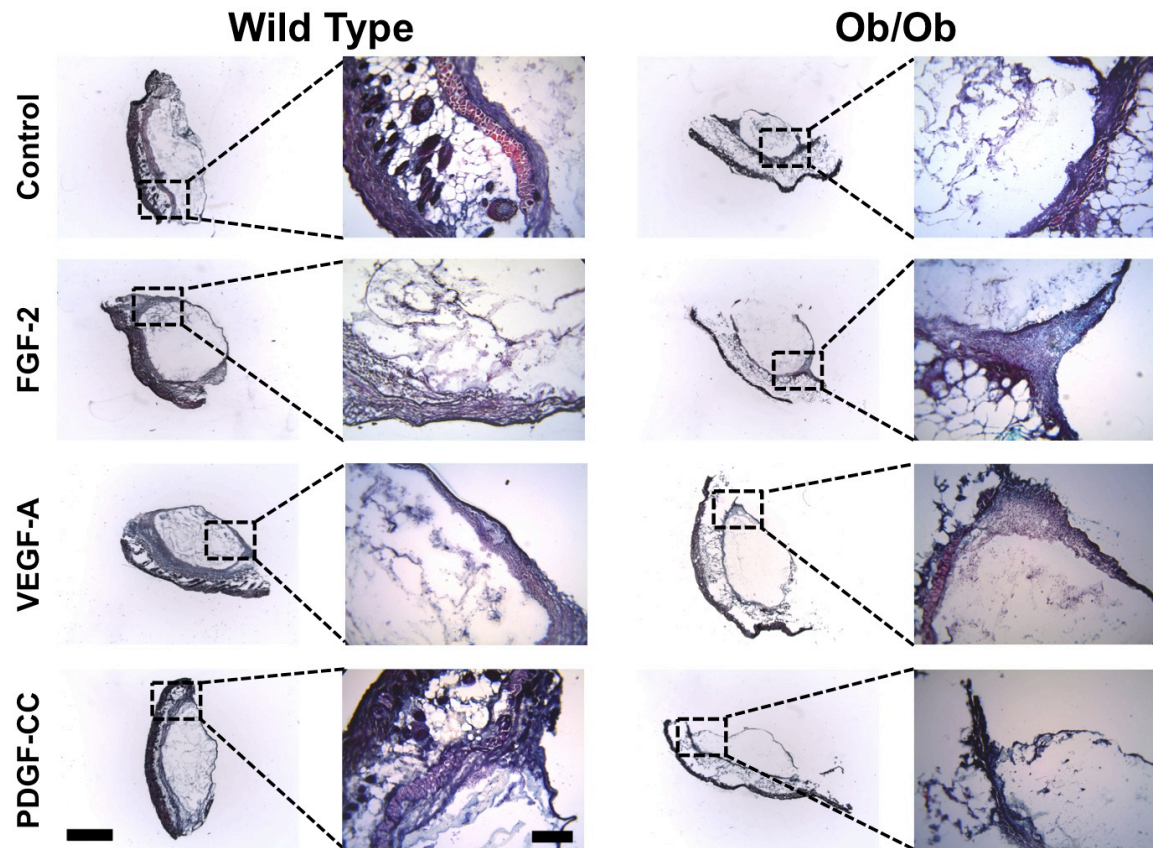 Wild Type
Ob/Ob
Control
FGF-2
VEGF-A
PDGF-CC